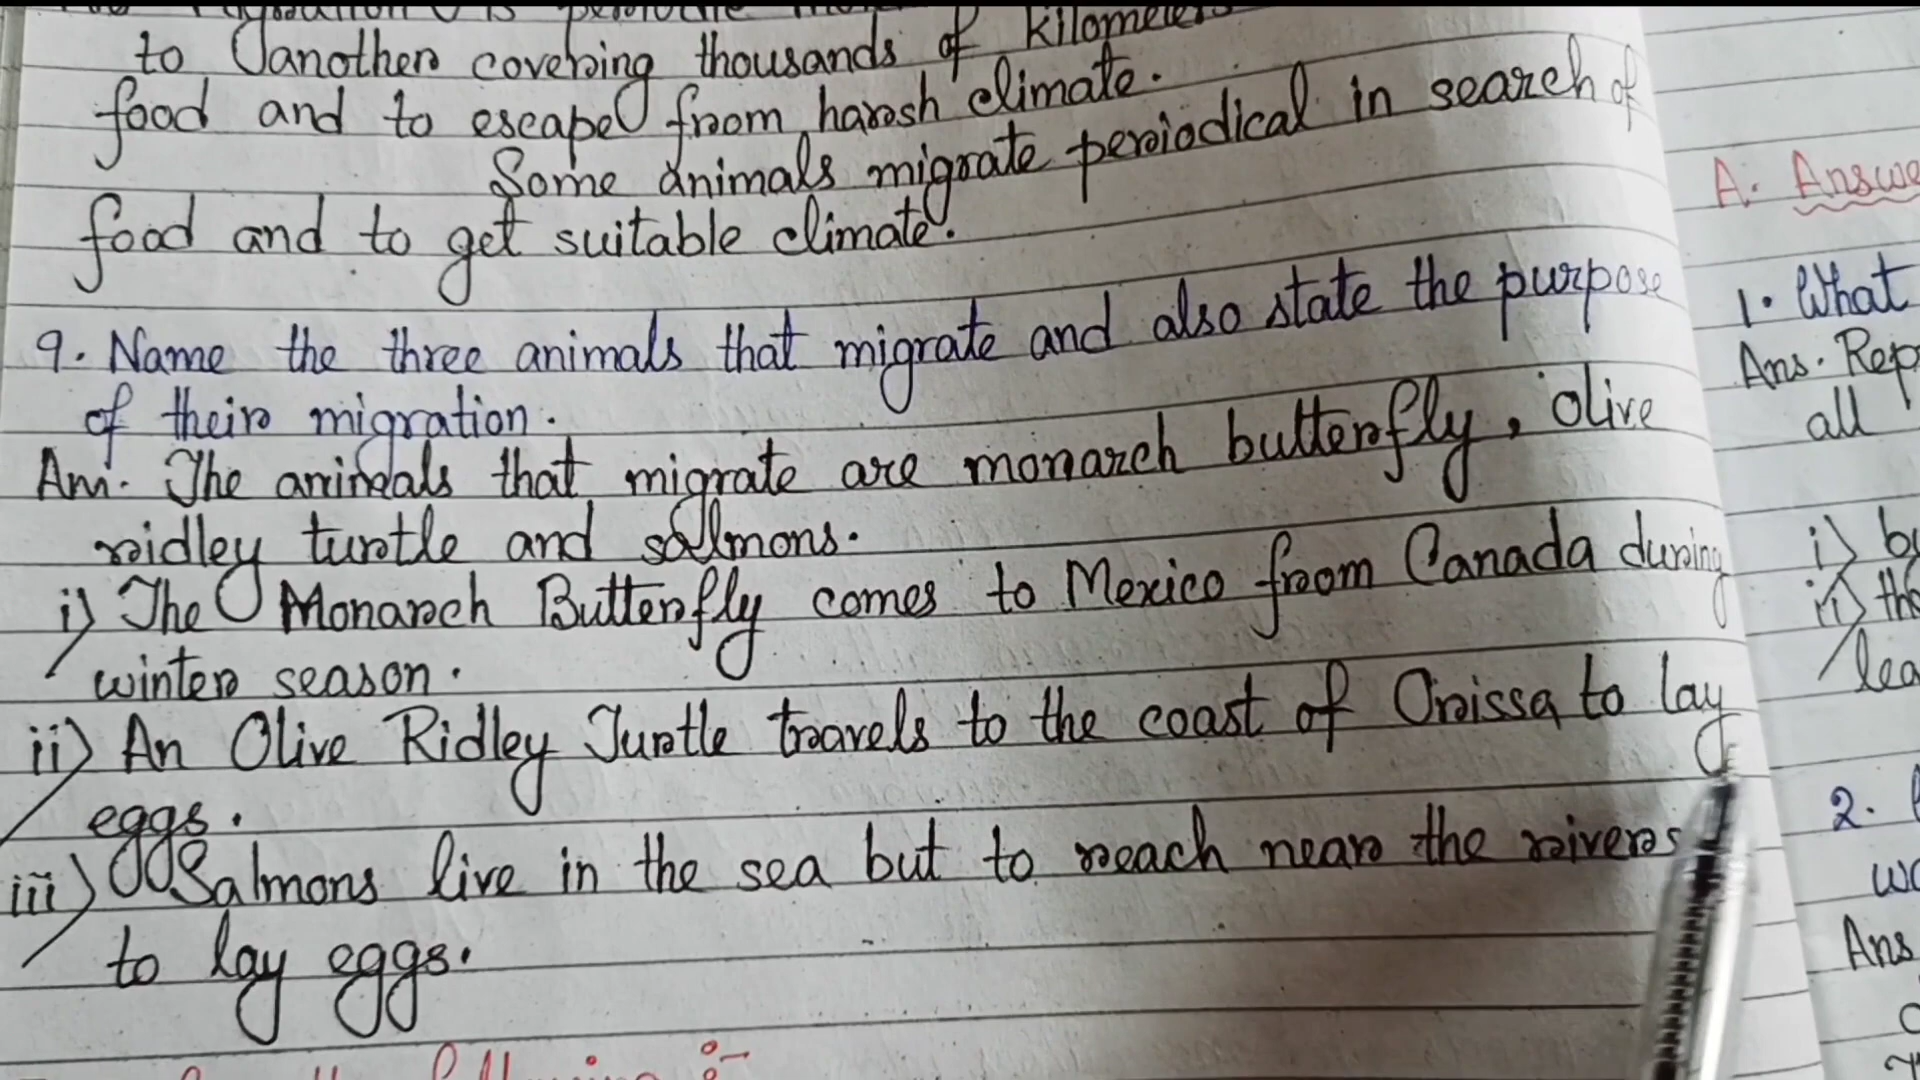 to another covering thousands of kilometers
food and to escape from harsh climate.
Some animals migrate periodical in search of
food and to get suitable climate.
9. Name the three animals that migrate and also state the purpose
of their migration.
Ans. The animals that migrate are monarch butterfly, olive
ridley turtle and salmons.
i) The Monarch Butterfly comes to Mexico from Canada during
winter season.
ii) An Olive Ridley Turtle travels to the coast of Orissa to lay
eggs.
iii) Salmons live in the sea but to reach near the rivers
to lay eggs.
A. Answe
1. What
Ans. Rep
all
i) by
ii) the
lea
2.
wa
Ans